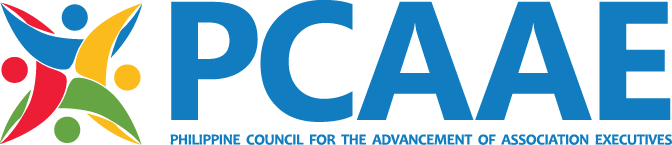 PCAAE
PHILIPPINE COUNCIL FOR THE ADVANCEMENT OF ASSOCIATION EXECUTIVES